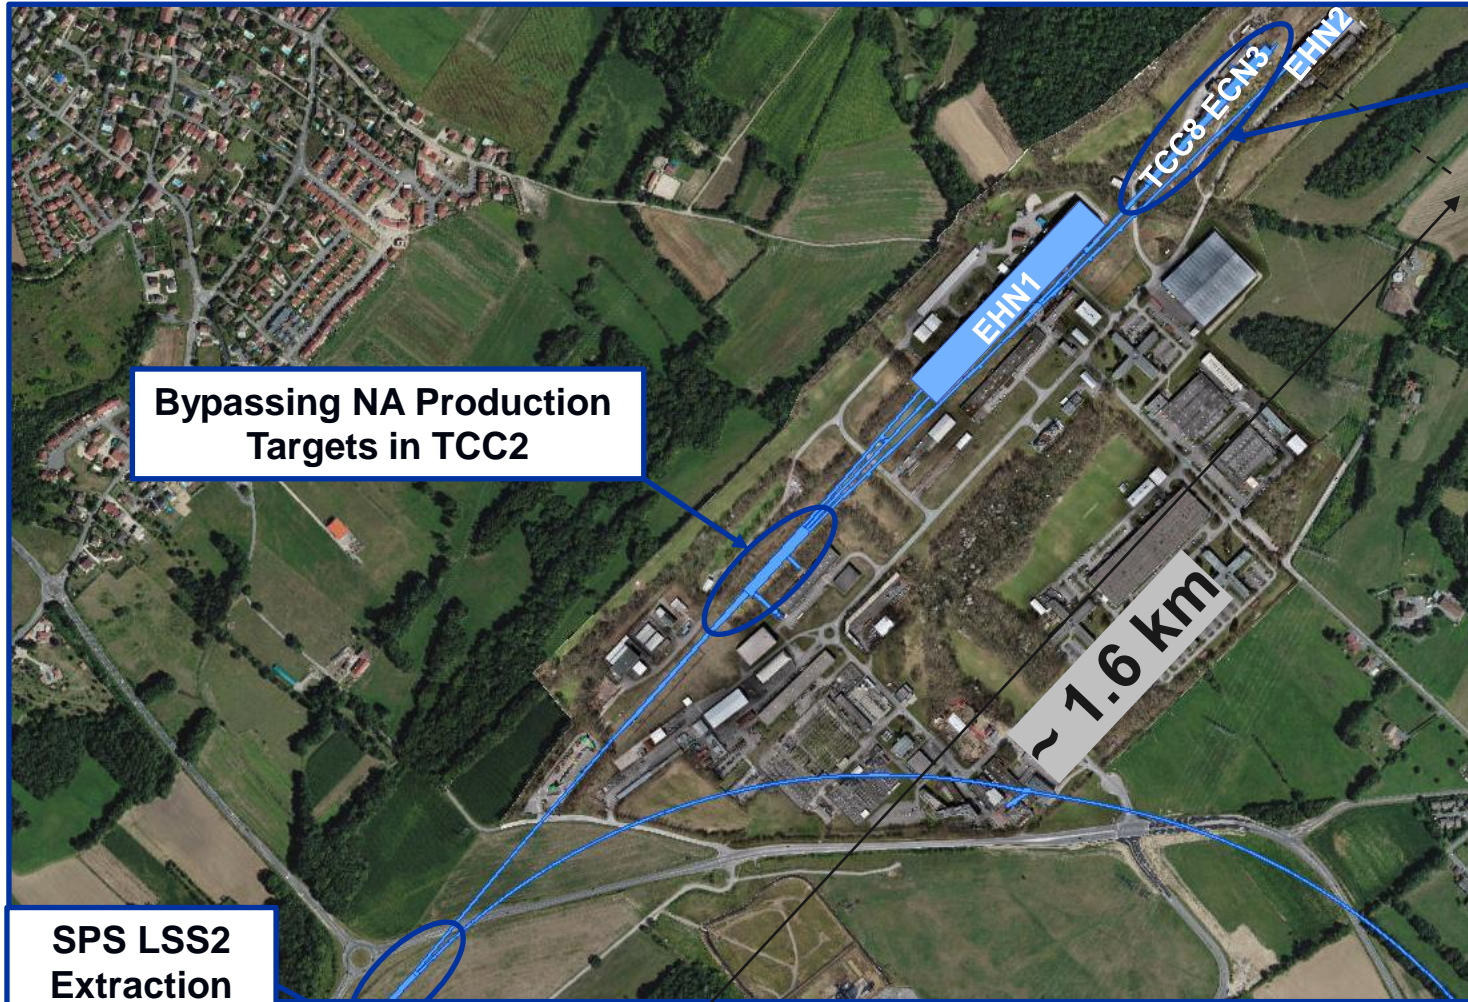 EHN2
TCC8 ECN3
EHN1
Bypassing NA Production
Targets in TCC2
~ 1.6 km
SPS LSS2
Extraction